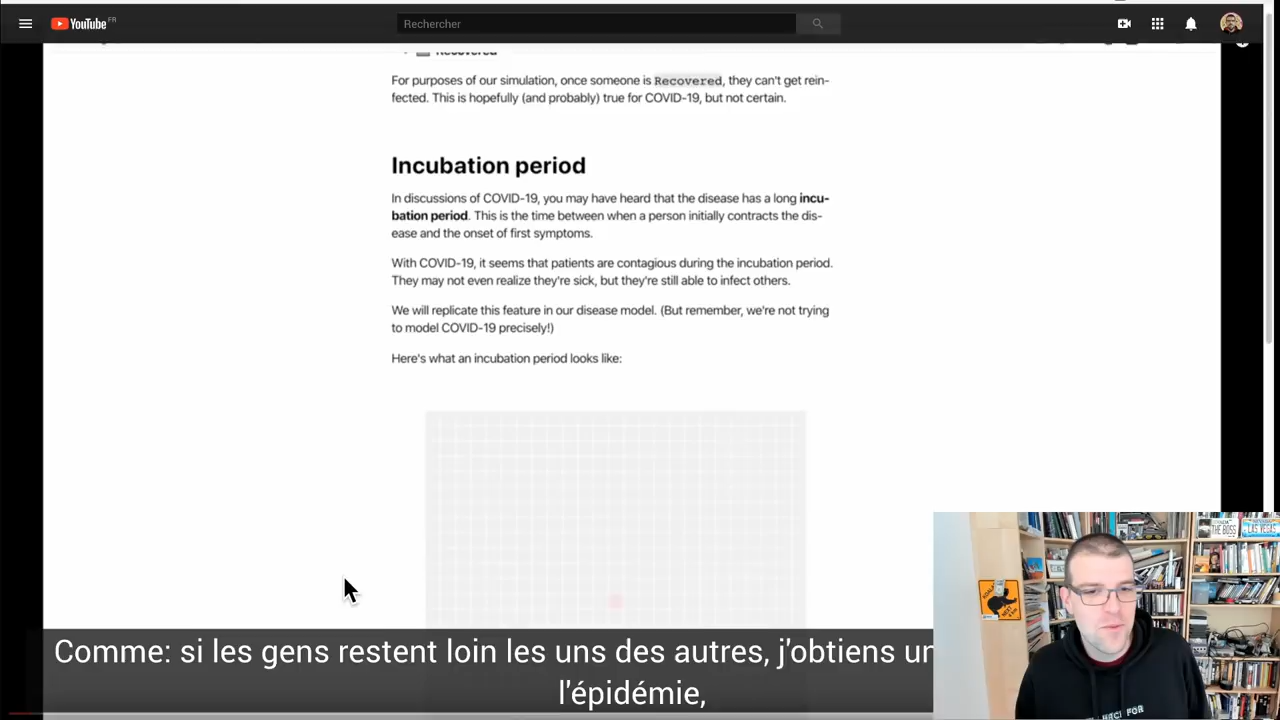 YouTube FR
Rechercher
Recovered
For purposes of our simulation, once someone is Recovered, they can't get rein-
fected. This is hopefully (and probably) true for COVID-19, but not certain.
Incubation period
In discussions of COVID-19, you may have heard that the disease has a long incu-
bation period. This is the time between when a person initially contracts the dis-
ease and the onset of first symptoms.
With COVID-19, it seems that patients are contagious during the incubation period.
They may not even realize they're sick, but they're still able to infect others.
We will replicate this feature in our disease model. (But remember, we're not trying
to model COVID-19 precisely!)
Here's what an incubation period looks like:
THE BOSS
LAS VEGAS
Comme: si les gens restent loin les uns des autres, j'obtiens un
l'épidémie,